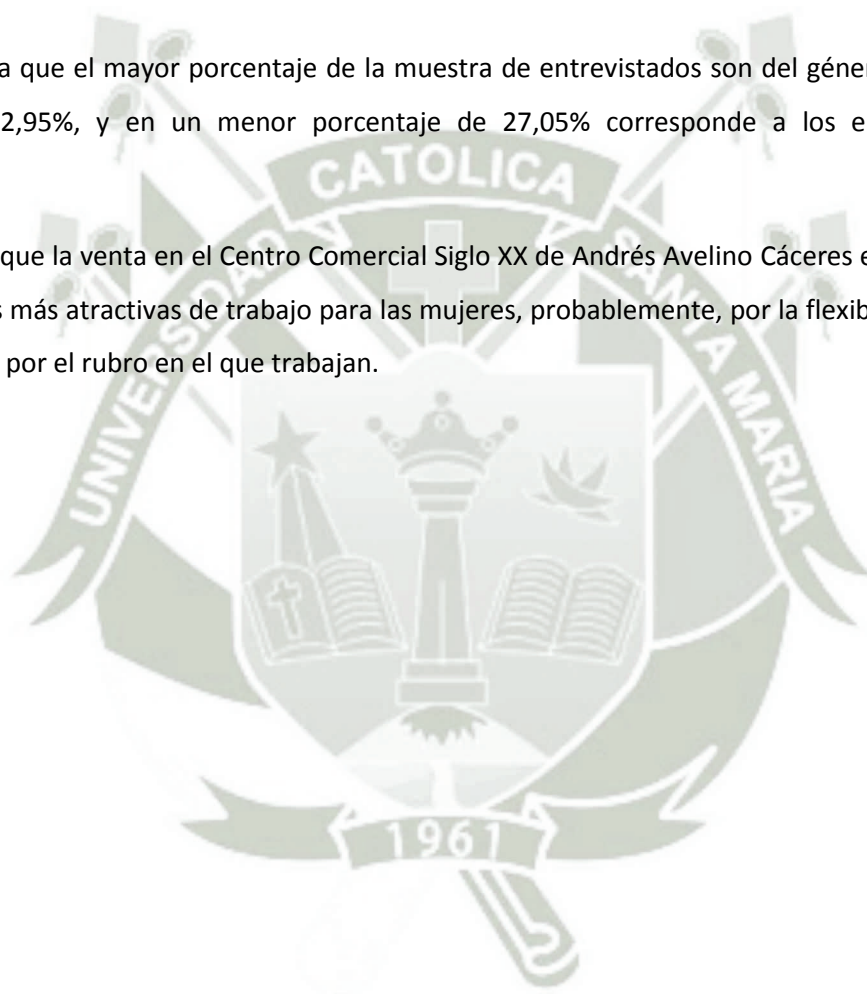 a que el mayor porcentaje de la muestra de entrevistados son del géner
2,95%, y en un menor porcentaje de 27,05% corresponde a los e
que la venta en el Centro Comercial Siglo XX de Andrés Avelino Cáceres e
s más atractivas de trabajo para las mujeres, probablemente, por la flexib
por el rubro en el que trabajan.
UNIVERSIDAD CATOLICA SANTA MARIA
1961